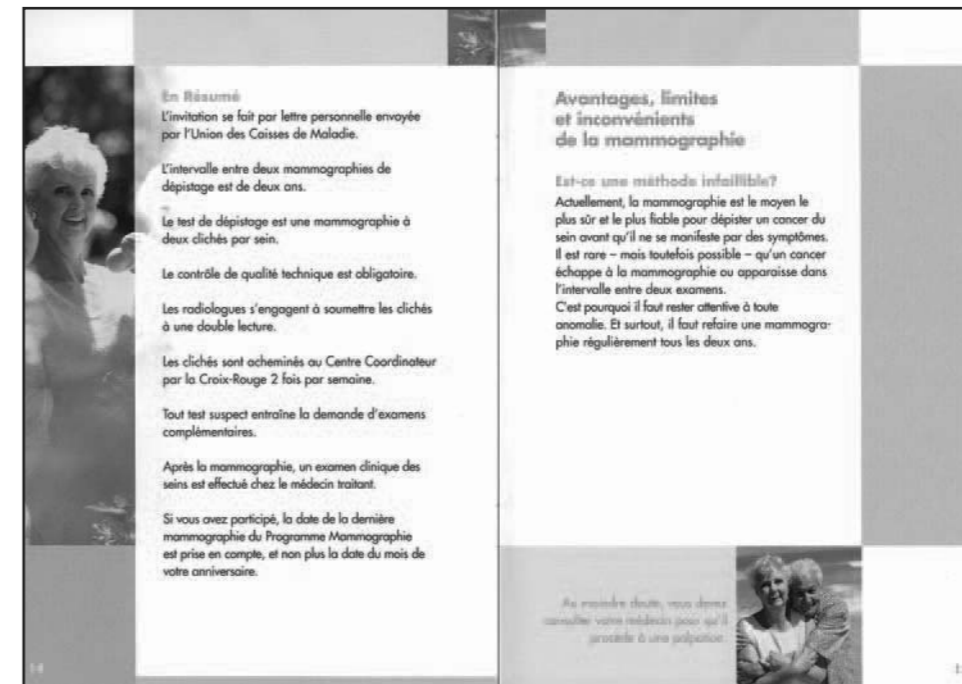 En Résumé
L'invitation se fait par lettre personnelle envoyée
par l'Union des Caisses de Maladie.
L'intervalle entre deux mammographies de
dépistage est de deux ans.
Le test de dépistage est une mammographie à
deux clichés par sein.
Le contrôle de qualité technique est obligatoire.
Les radiologues s'engagent à soumettre les clichés
à une double lecture.
Les clichés sont acheminés au Centre Coordinateur
par la Croix-Rouge 2 fois par semaine.
Tout test suspect entraîne la demande d'examens
complémentaires.
Après la mammographie, un examen clinique des
seins est effectué chez le médecin traitant.
Si vous avez participé, la date de la dernière
mammographie du Programme Mammographie
est prise en compte, et non plus la date du mois de
votre anniversaire.
14
Avantages, limites
et inconvénients
de la mammographie
Est-ce une méthode infaillible?
Actuellement, la mammographie est le moyen le
plus sûr et le plus fiable pour dépister un cancer du
sein avant qu'il ne se manifeste par des symptômes.
Il est rare – mais toutefois possible – qu'un cancer
échappe à la mammographie ou apparaisse dans
l'intervalle entre deux examens.
C'est pourquoi il faut rester attentive à toute
anomalie. Et surtout, il faut refaire une mammogra-
phie régulièrement tous les deux ans.
Au moindre doute, vous devez
consulter votre médecin pour qu'il
procède à une palpation.